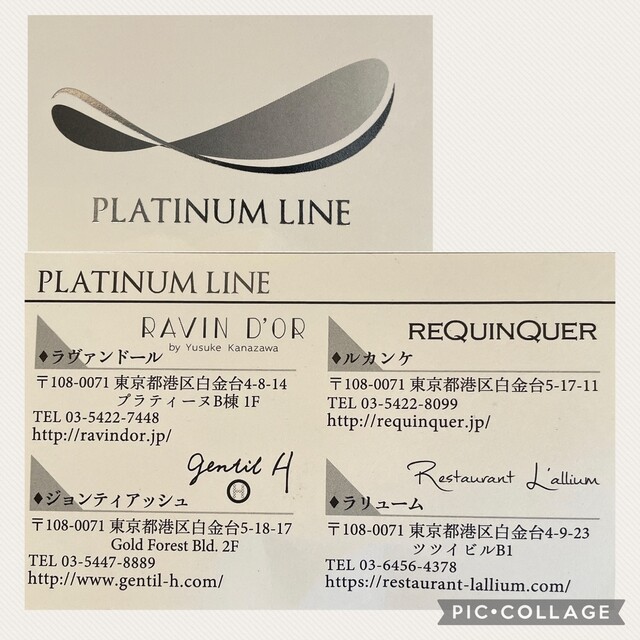 PLATINUM LINE
PLATINUM LINE
RAVIN D'OR
by Yusuke Kanazawa
♦ラヴァンドール
〒108-0071 東京都港区白金台4-8-14
プラティーヌB棟 1F
TEL 03-5422-7448
http://ravindor.jp/
REQUINQUER
♦ルカンケ
〒108-0071 東京都港区白金台5-17-11
TEL 03-5422-8099
http://requinquer.jp/
gentil H
H
♦ジョンティアッシュ
〒108-0071 東京都港区白金台5-18-17
Gold Forest Bld. 2F
TEL 03-5447-8889
http://www.gentil-h.com/
Restaurant L'allium
♦ラリューム
〒108-0071 東京都港区白金台4-9-23
ツツイビルB1
TEL 03-6456-4378
https://restaurant-lallium.com/
PIC•COLLAGE